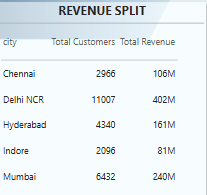 REVENUE SPLIT
city Total Customers Total Revenue
Chennai 2966 106M
Delhi NCR 11007 402M
Hyderabad 4340 161M
Indore 2096 81M
Mumbai 6432 240M